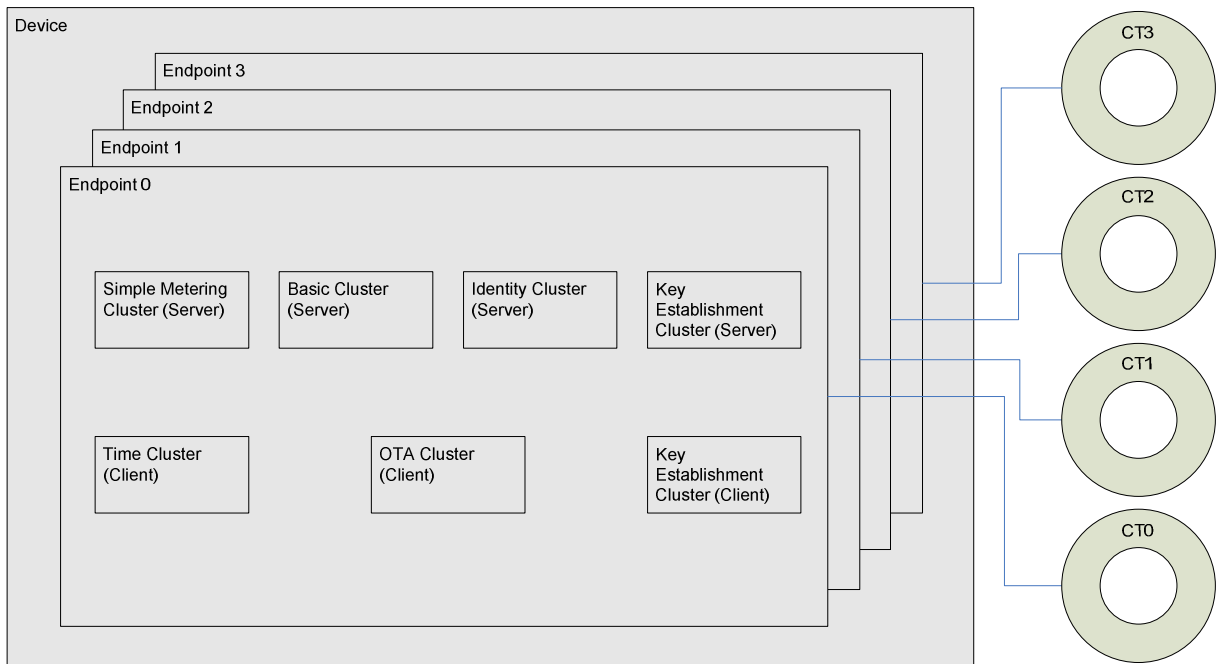 Device
Endpoint 3
Endpoint 2
Endpoint 1
Endpoint 0
Simple Metering
Cluster (Server)
Basic Cluster
(Server)
Identity Cluster
(Server)
Key
Establishment
Cluster (Server)
Time Cluster
(Client)
OTA Cluster
(Client)
Key
Establishment
Cluster (Client)
CT3
CT2
CT1
CT0